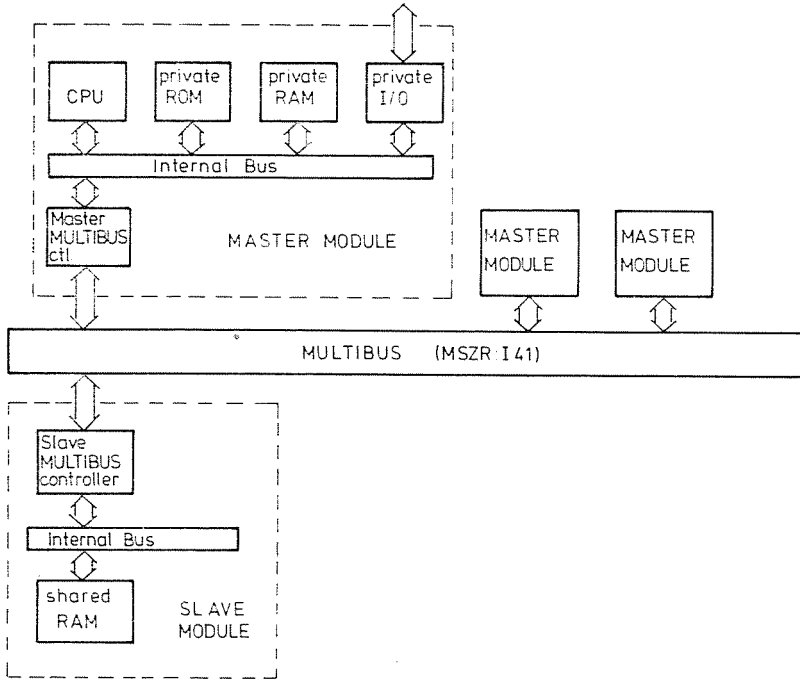 CPU
private
ROM
private
RAM
private
I/O
Internal Bus
Master
MULTIBUS
ctl.
MASTER MODULE
MASTER
MODULE
MASTER
MODULE
MULTIBUS (MSZR:I41)
Slave
MULTIBUS
controller
Internal Bus
shared
RAM
SLAVE
MODULE